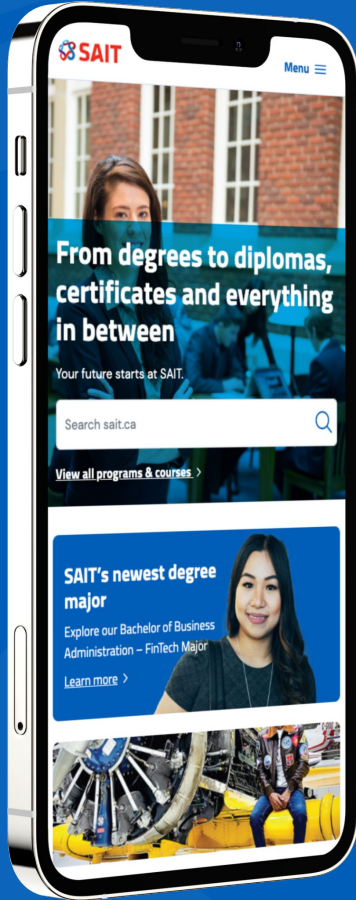 SAIT
Menu
From degrees to diplomas,
certificates and everything
in between
Your future starts at SAIT.
Search sait.ca
View all programs & courses >
SAIT's newest degree
major
Explore our Bachelor of Business
Administration – FinTech Major
Learn more >